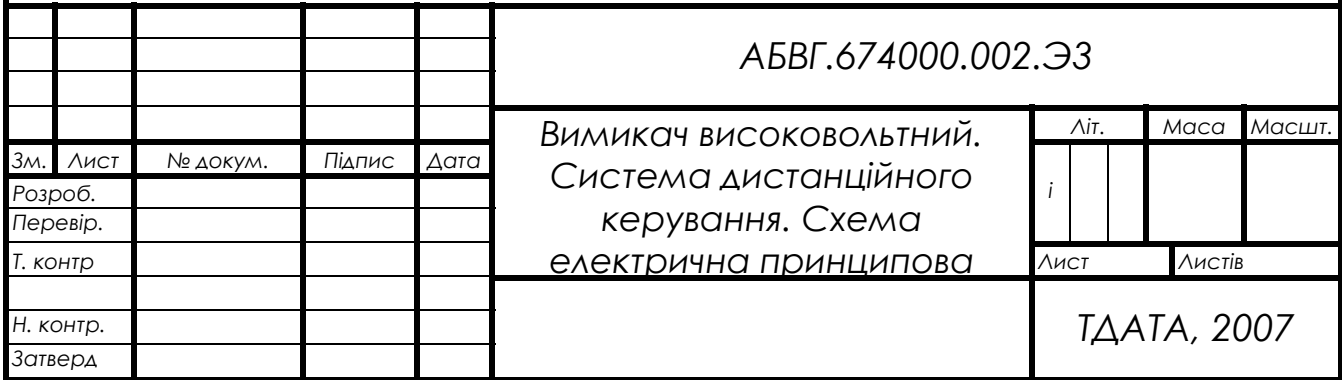 АБВГ.674000.002.ЭЗ
Вимикач високовольтний.
Система дистанційного
керування. Схема
електрична принципова
Літ. Маса Масшт.
і
Лист Листів
ТДАТА, 2007
Зм. Лист № докум. Підпис Дата
Розроб.
Перевір.
Т. контр
Н. контр.
Затверд